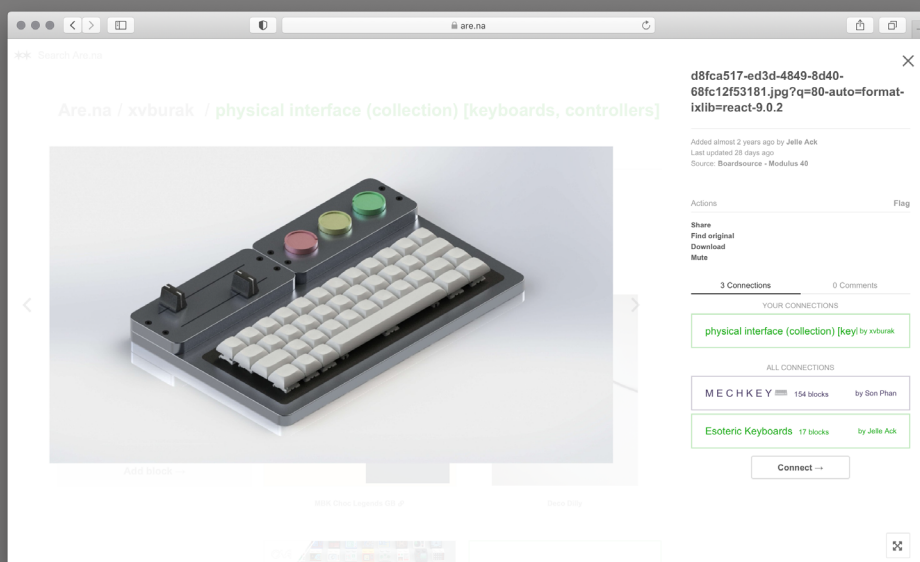 are.na
Search Are.na
Are.na / xvburak / physical interface (collection) [keyboards, controllers]
d8fca517-ed3d-4849-8d40-
68fc12f53181.jpg?q=80-auto=format-
ixlib=react-9.0.2
Added almost 2 years ago by Jelle Ack
Last updated 28 days ago
Source: Boardsource - Modulus 40
Actions Flag
Share
Find original
Download
Mute
3 Connections 0 Comments
YOUR CONNECTIONS
physical interface (collection) [key by xvburak
ALL CONNECTIONS
M E C H K E Y 154 blocks by Son Phan
Esoteric Keyboards 17 blocks by Jelle Ack
Connect →
Add block